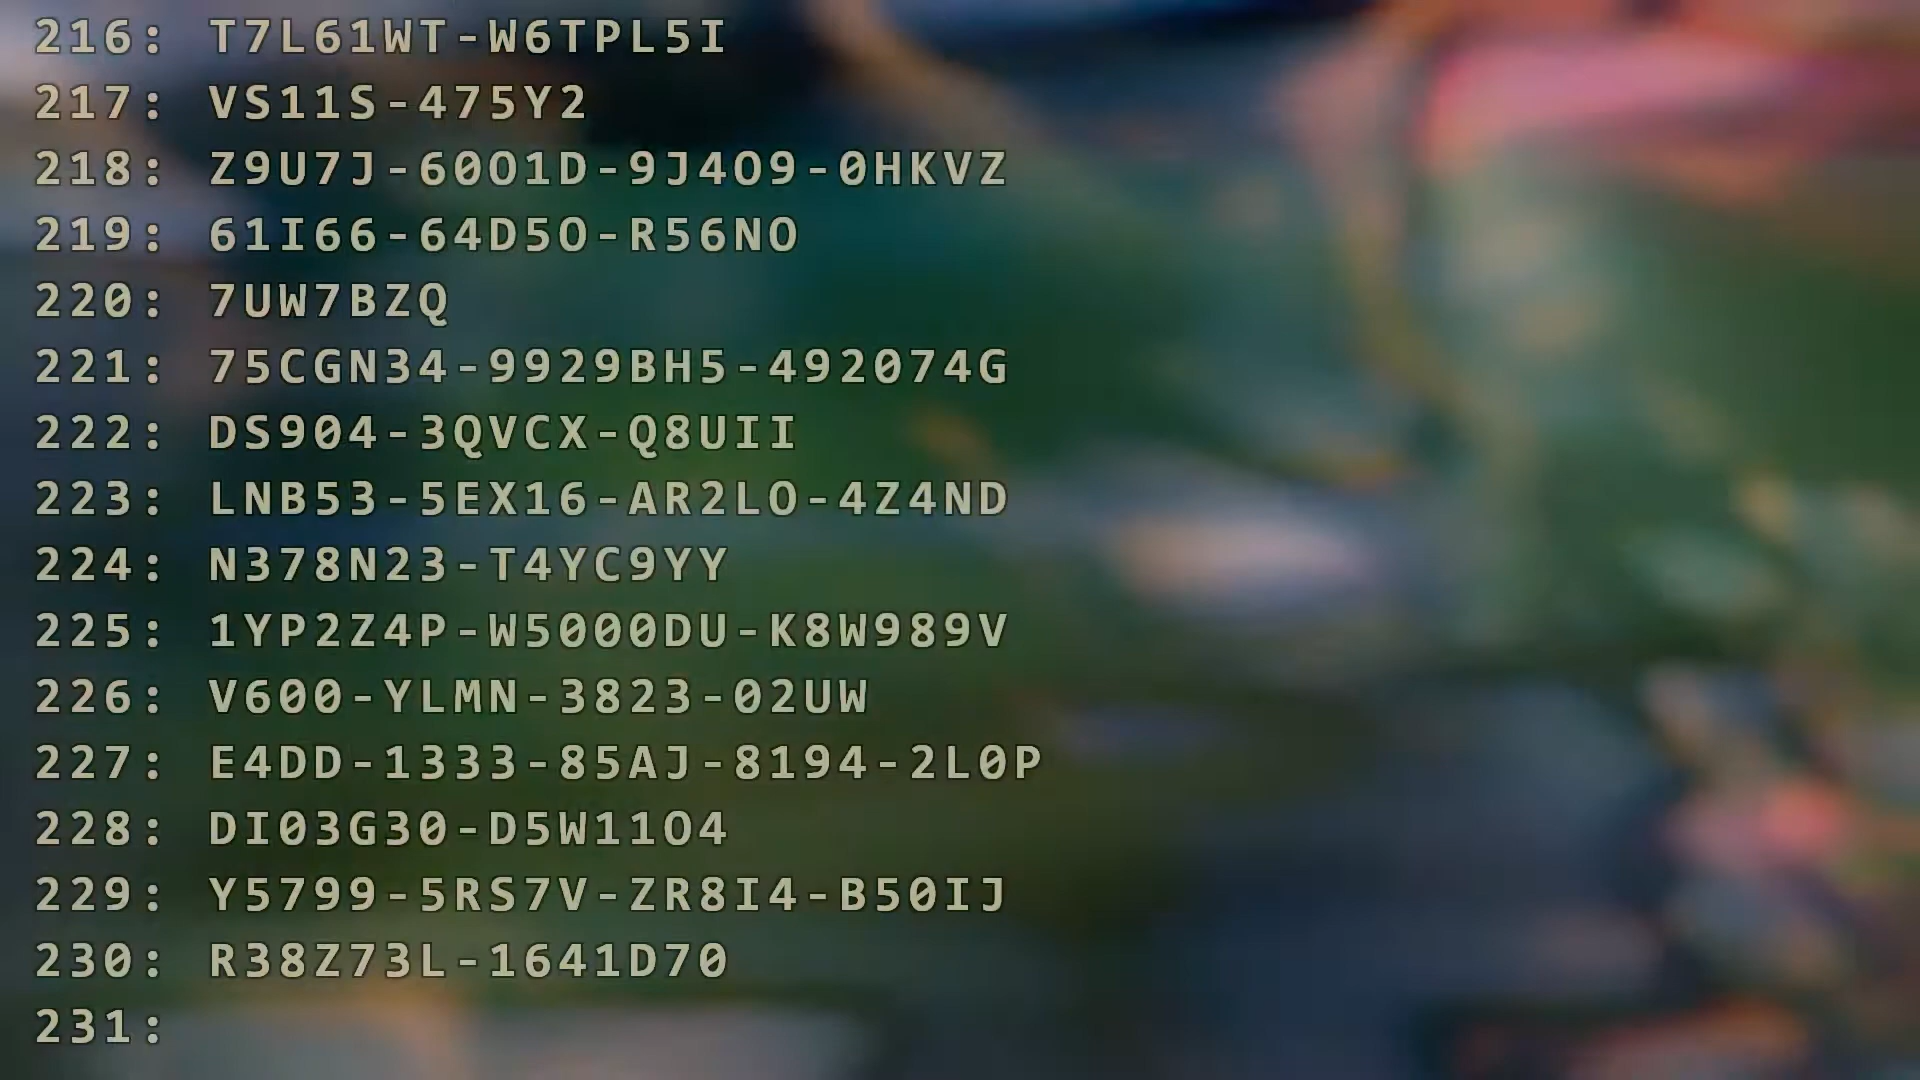 216: T7L61WT-W6TPL5I
217: VS11S-475Y2
218: Z9U7J-60O1D-9J4O9-0HKVZ
219: 61I66-64D5O-R56NO
220: 7UW7BZQ
221: 75CGN34-9929BH5-492074G
222: DS904-3QVCX-Q8UII
223: LNB53-5EX16-AR2LO-4Z4ND
224: N378N23-T4YC9YY
225: 1YP2Z4P-W5000DU-K8W989V
226: V600-YLMN-3823-02UW
227: E4DD-1333-85AJ-8194-2L0P
228: DI03G30-D5W11O4
229: Y5799-5RS7V-ZR8I4-B50IJ
230: R38Z73L-1641D70
231: